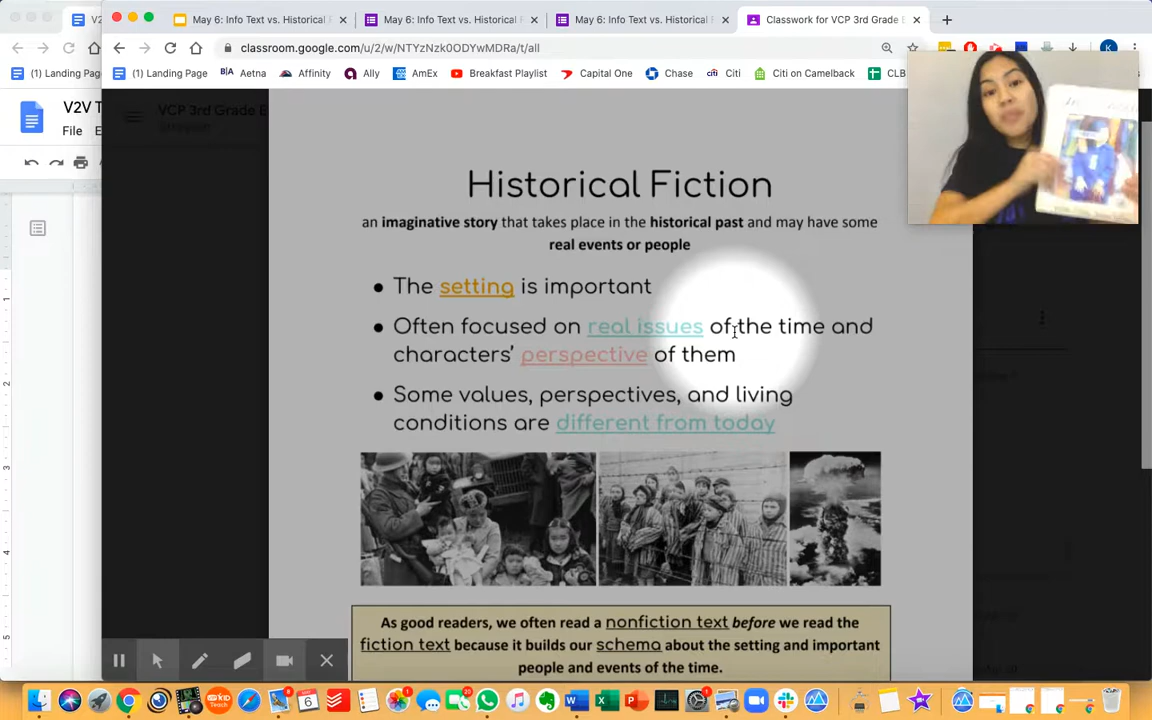 May 6: Info Text vs. Historical F
May 6: Info Text vs. Historical F
May 6: Info Text vs. Historical F
Classwork for VCP 3rd Grade E
classroom.google.com/u/2/w/NTYzNzk0ODYwMDRa/t/all
(1) Landing Page
(1) Landing Page
Aetna
Affinity
Ally
AmEx
Breakfast Playlist
Capital One
Chase
citi
Citi
Citi on Camelback
CLB
V2V T
File
VCP 3rd Grade E
Historical Fiction
an imaginative story that takes place in the historical past and may have some
real events or people
● The setting is important
● Often focused on real issues of the time and
characters’ perspective of them
● Some values, perspectives, and living
conditions are different from today
As good readers, we often read a nonfiction text before we read the
fiction text because it builds our schema about the setting and important
people and events of the time.
1
2
3
4
5